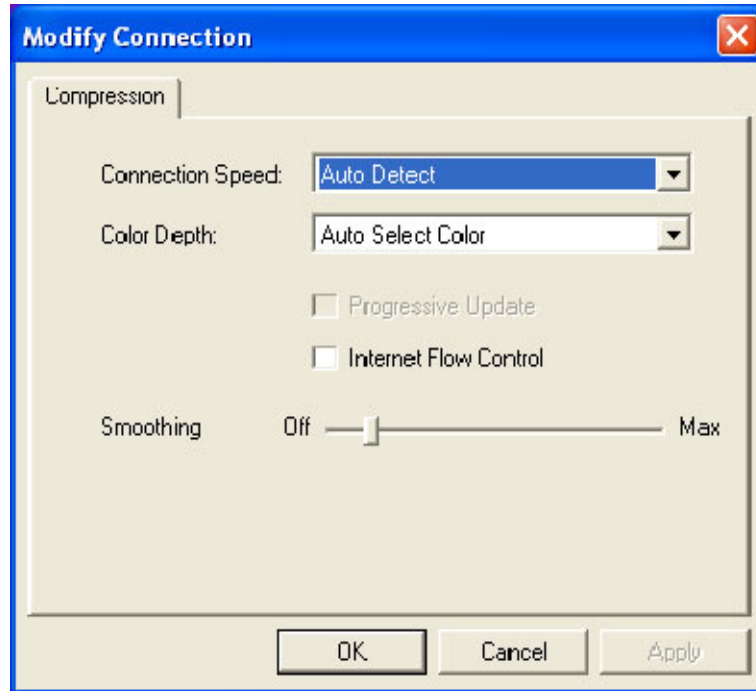 Modify Connection
Compression
Connection Speed: Auto Detect
Color Depth: Auto Select Color
Progressive Update
Internet Flow Control
Smoothing Off Max
OK Cancel Apply